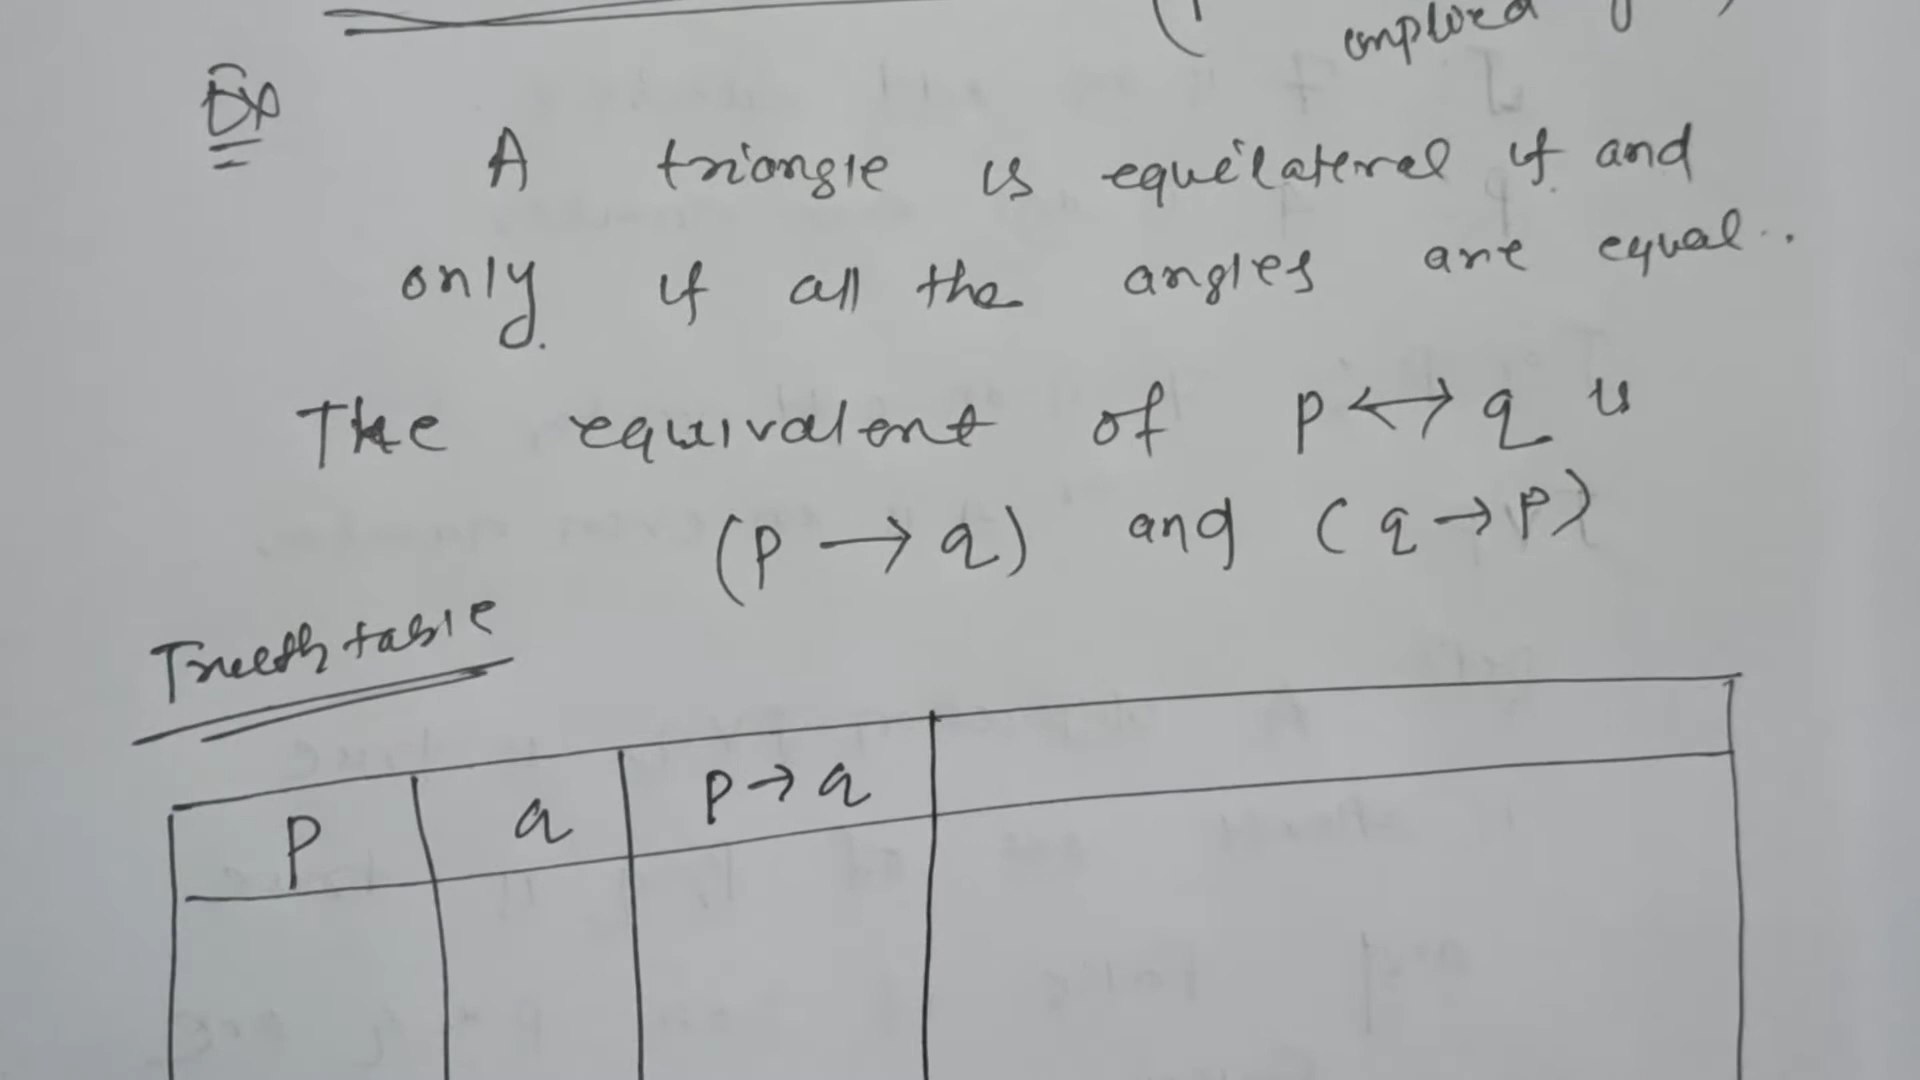 implied
Ex
A triangle is equilateral if and
only if all the angles are equal..
The equivalent of p ↔ q is
(p → q) and (q → p)
Truth table
P q p → q